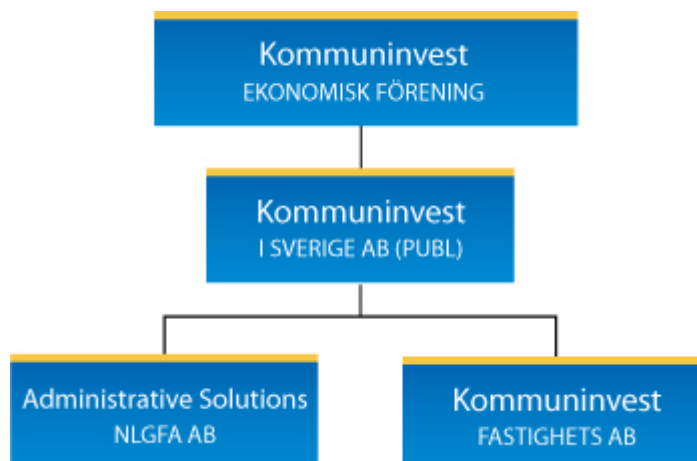 Kommuninvest
EKONOMISK FÖRENING
Kommuninvest
I SVERIGE AB (PUBL)
Administrative Solutions
NLGFA AB
Kommuninvest
FASTIGHETS AB